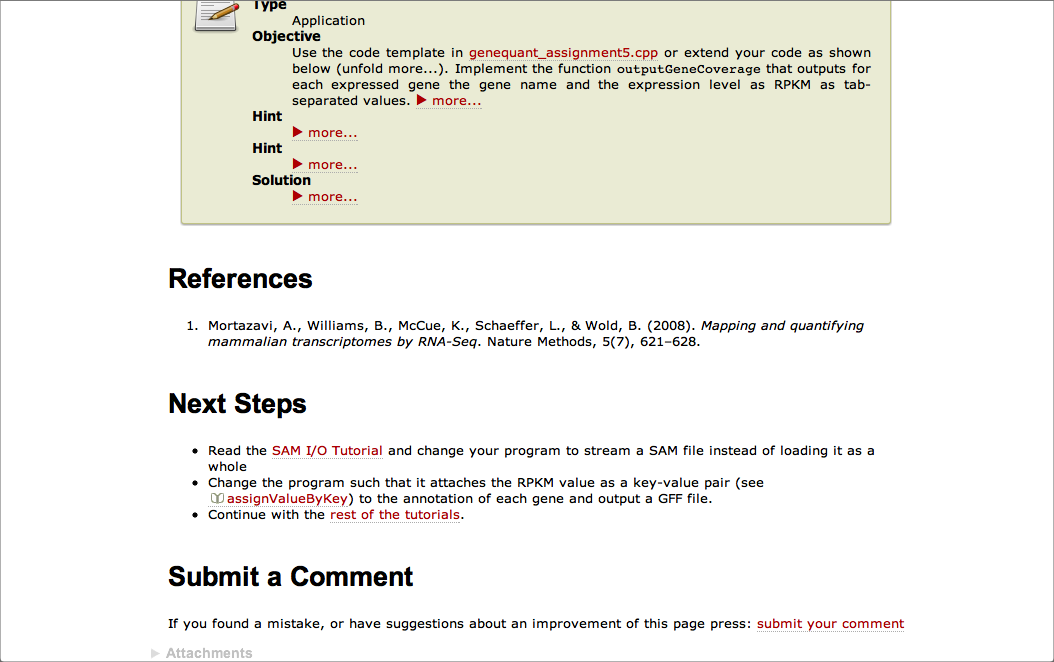 Type
Application
Objective
Use the code template in genequant_assignment5.cpp or extend your code as shown
below (unfold more...). Implement the function outputGeneCoverage that outputs for
each expressed gene the gene name and the expression level as RPKM as tab-
separated values. ▶ more...
Hint
▶ more...
Hint
▶ more...
Solution
▶ more...
References
1. Mortazavi, A., Williams, B., McCue, K., Schaeffer, L., & Wold, B. (2008). Mapping and quantifying
mammalian transcriptomes by RNA-Seq. Nature Methods, 5(7), 621–628.
Next Steps
• Read the SAM I/O Tutorial and change your program to stream a SAM file instead of loading it as a
whole
• Change the program such that it attaches the RPKM value as a key-value pair (see
assignValueByKey) to the annotation of each gene and output a GFF file.
• Continue with the rest of the tutorials.
Submit a Comment
If you found a mistake, or have suggestions about an improvement of this page press: submit your comment
▶ Attachments